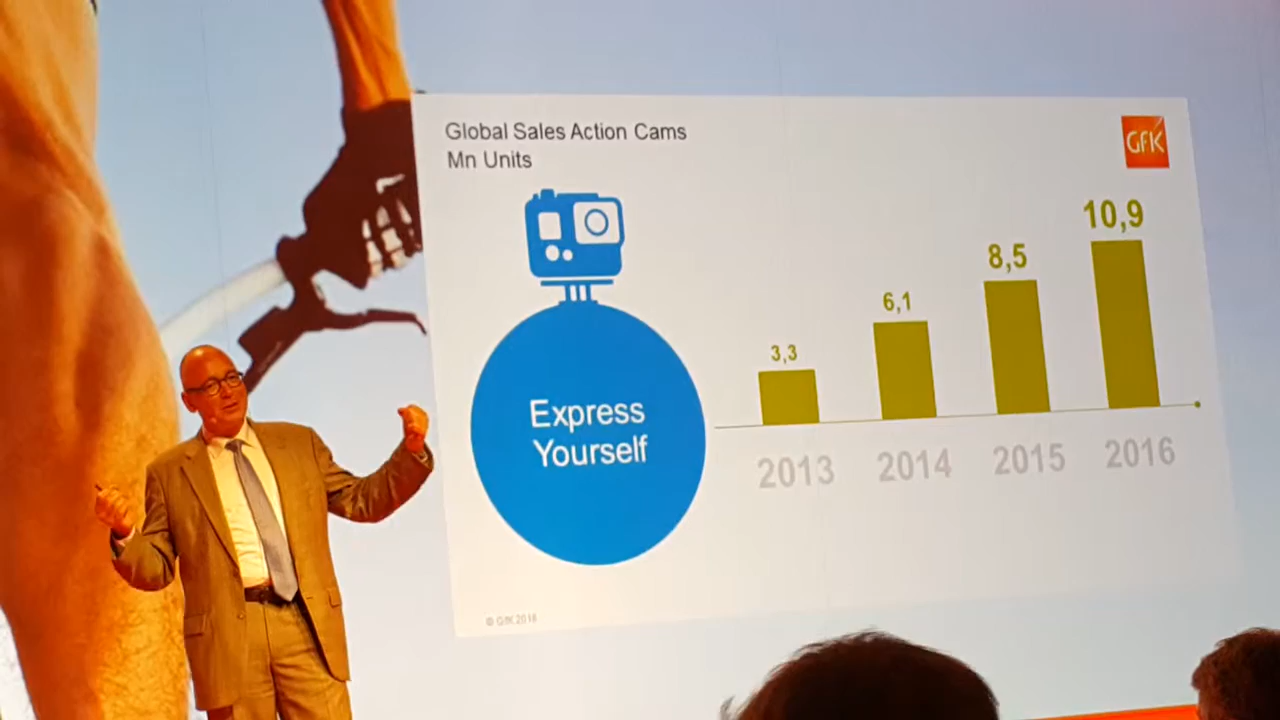 Global Sales Action Cams
Mn Units
GfK
Express
Yourself
3,3
6,1
8,5
10,9
2013
2014
2015
2016
© GfK 2016